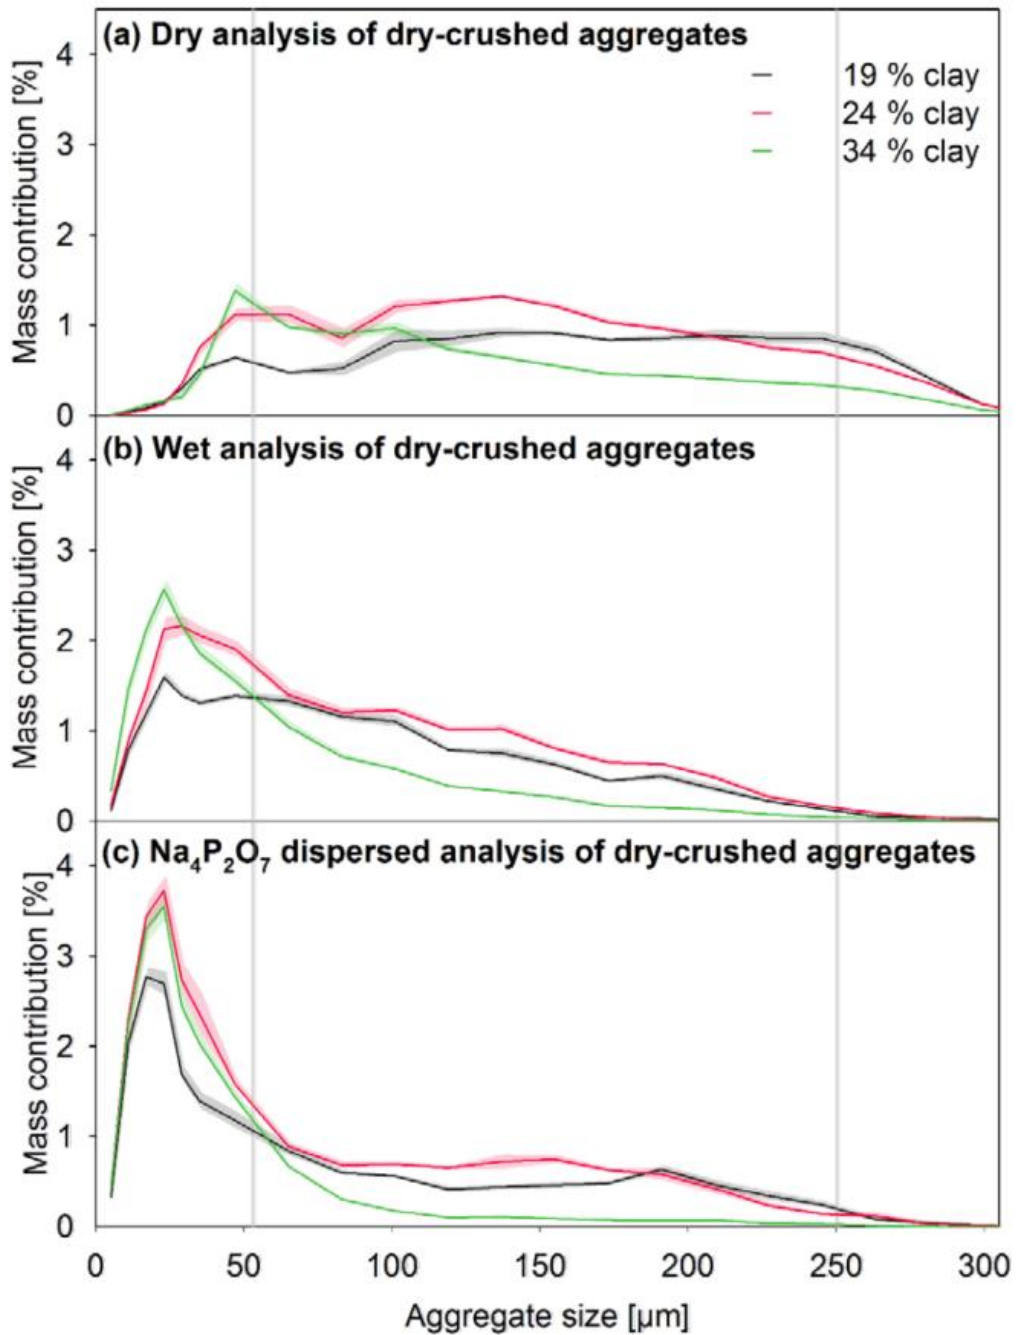 (a) Dry analysis of dry-crushed aggregates
19 % clay
24 % clay
34 % clay
Mass contribution [%]
4
3
2
1
0
(b) Wet analysis of dry-crushed aggregates
Mass contribution [%]
4
3
2
1
0
(c) Na₄P₂O₇ dispersed analysis of dry-crushed aggregates
Mass contribution [%]
4
3
2
1
0
0 50 100 150 200 250 300
Aggregate size [µm]